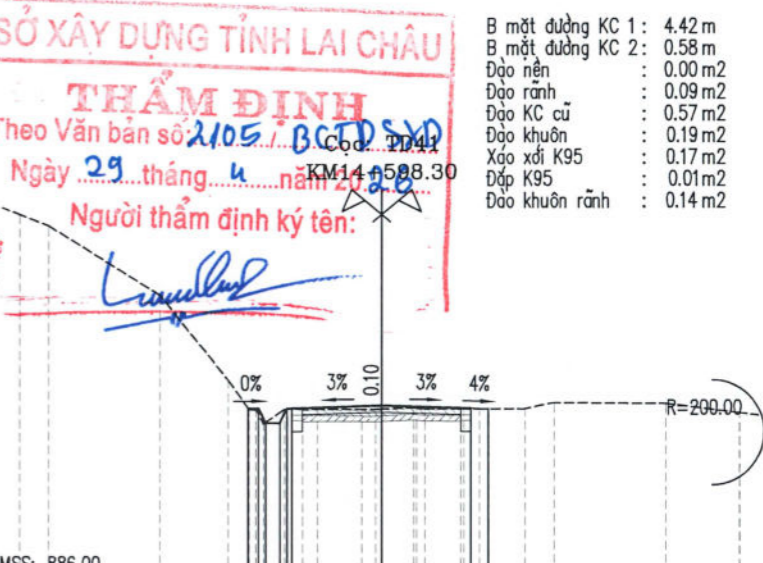 SỞ XÂY DỰNG TỈNH LAI CHÂU
THẨM ĐỊNH
Theo Văn bản số: 2105 / BCTD SXD
Ngày 29 tháng 4 năm 2026
Người thẩm định ký tên:
Cọc: TD41
KM14+598.30
B mặt đường KC 1 : 4.42 m
B mặt đường KC 2 : 0.58 m
Đào nền : 0.00 m2
Đào rãnh : 0.09 m2
Đào KC cũ : 0.57 m2
Đào khuôn : 0.19 m2
Xáo xới K95 : 0.17 m2
Đắp K95 : 0.01 m2
Đào khuôn rãnh : 0.14 m2
0% 3% 0.10 3% 4%
R=200.00
MSS: 886.00